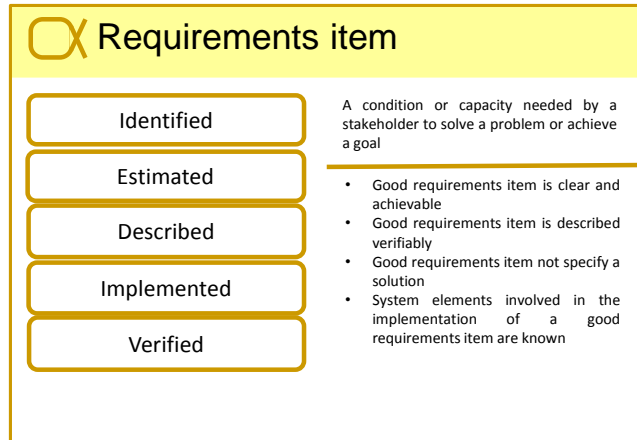 Requirements item
Identified
Estimated
Described
Implemented
Verified
A condition or capacity needed by a
stakeholder to solve a problem or achieve
a goal
• Good requirements item is clear and
achievable
• Good requirements item is described
verifiably
• Good requirements item not specify a
solution
• System elements involved in the
implementation of a good
requirements item are known